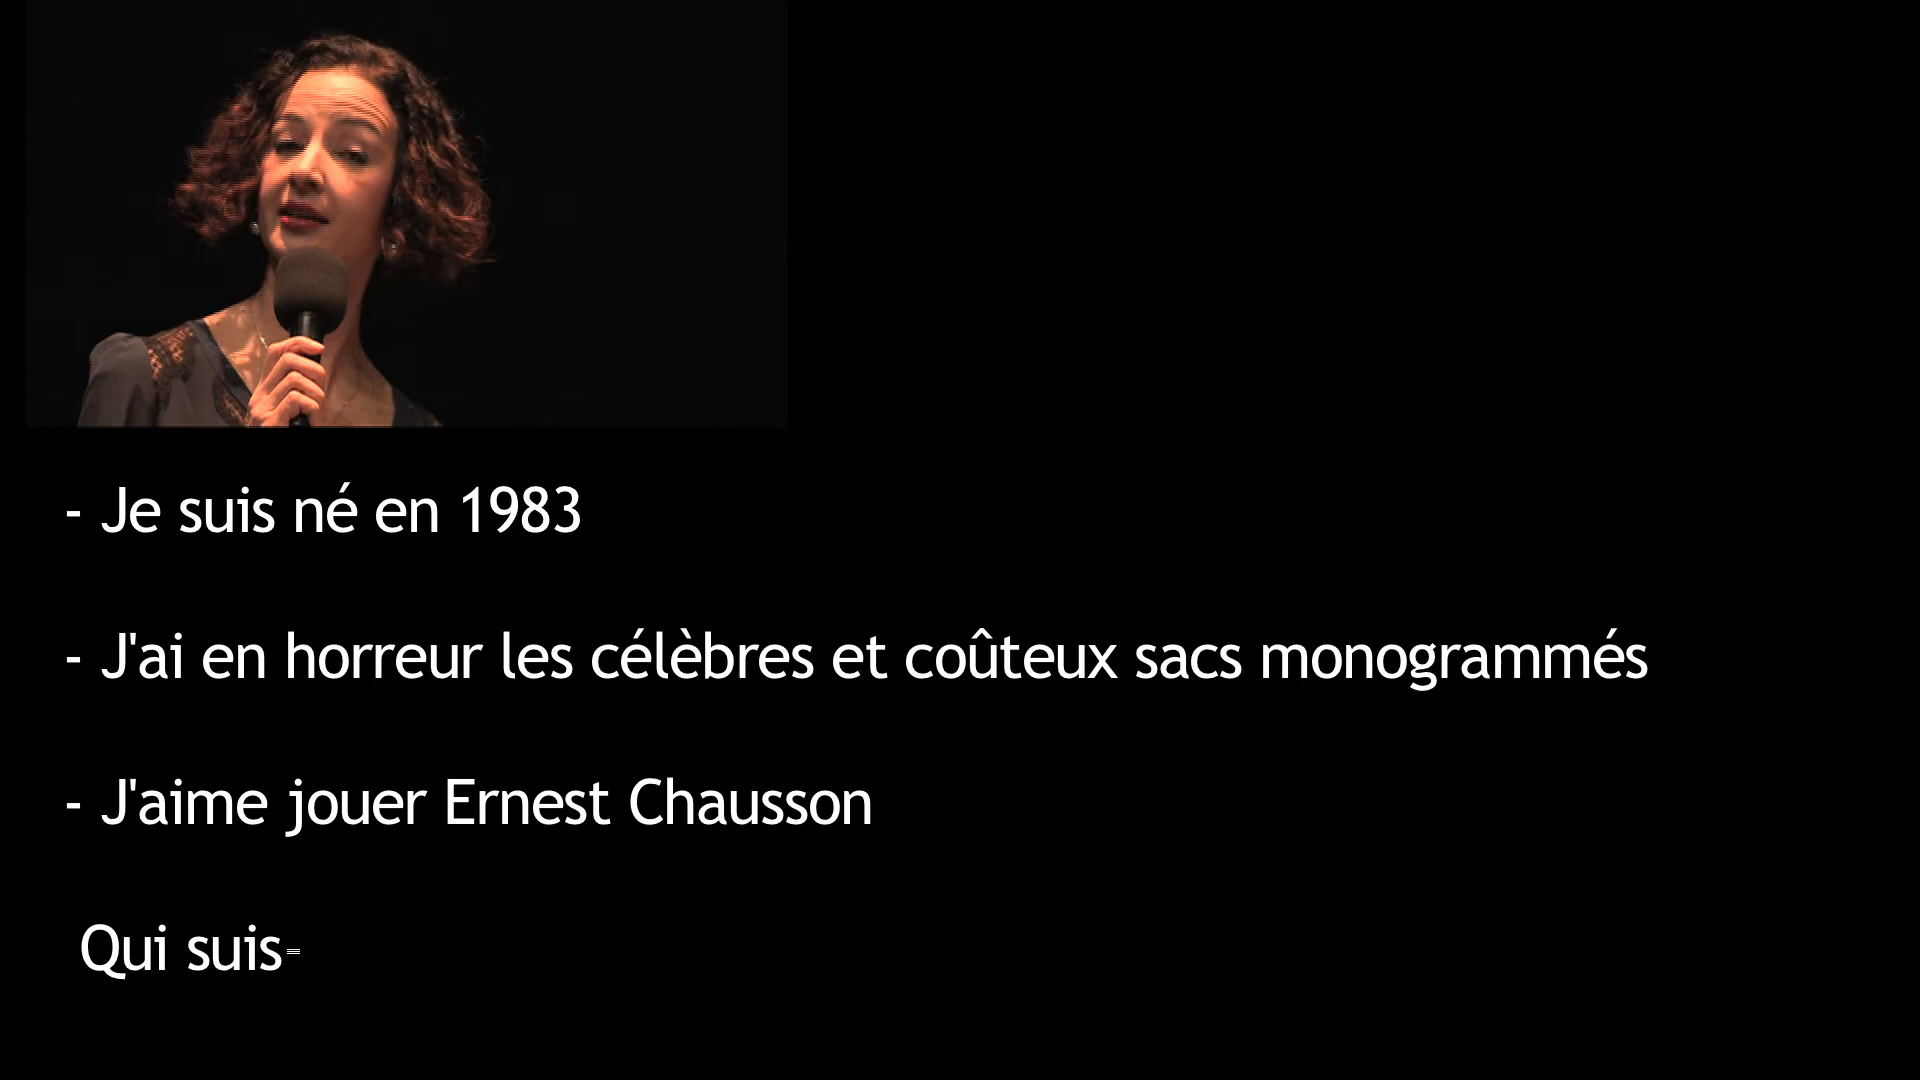 - Je suis né en 1983
- J'ai en horreur les célèbres et coûteux sacs monogrammés
- J'aime jouer Ernest Chausson
Qui suis-